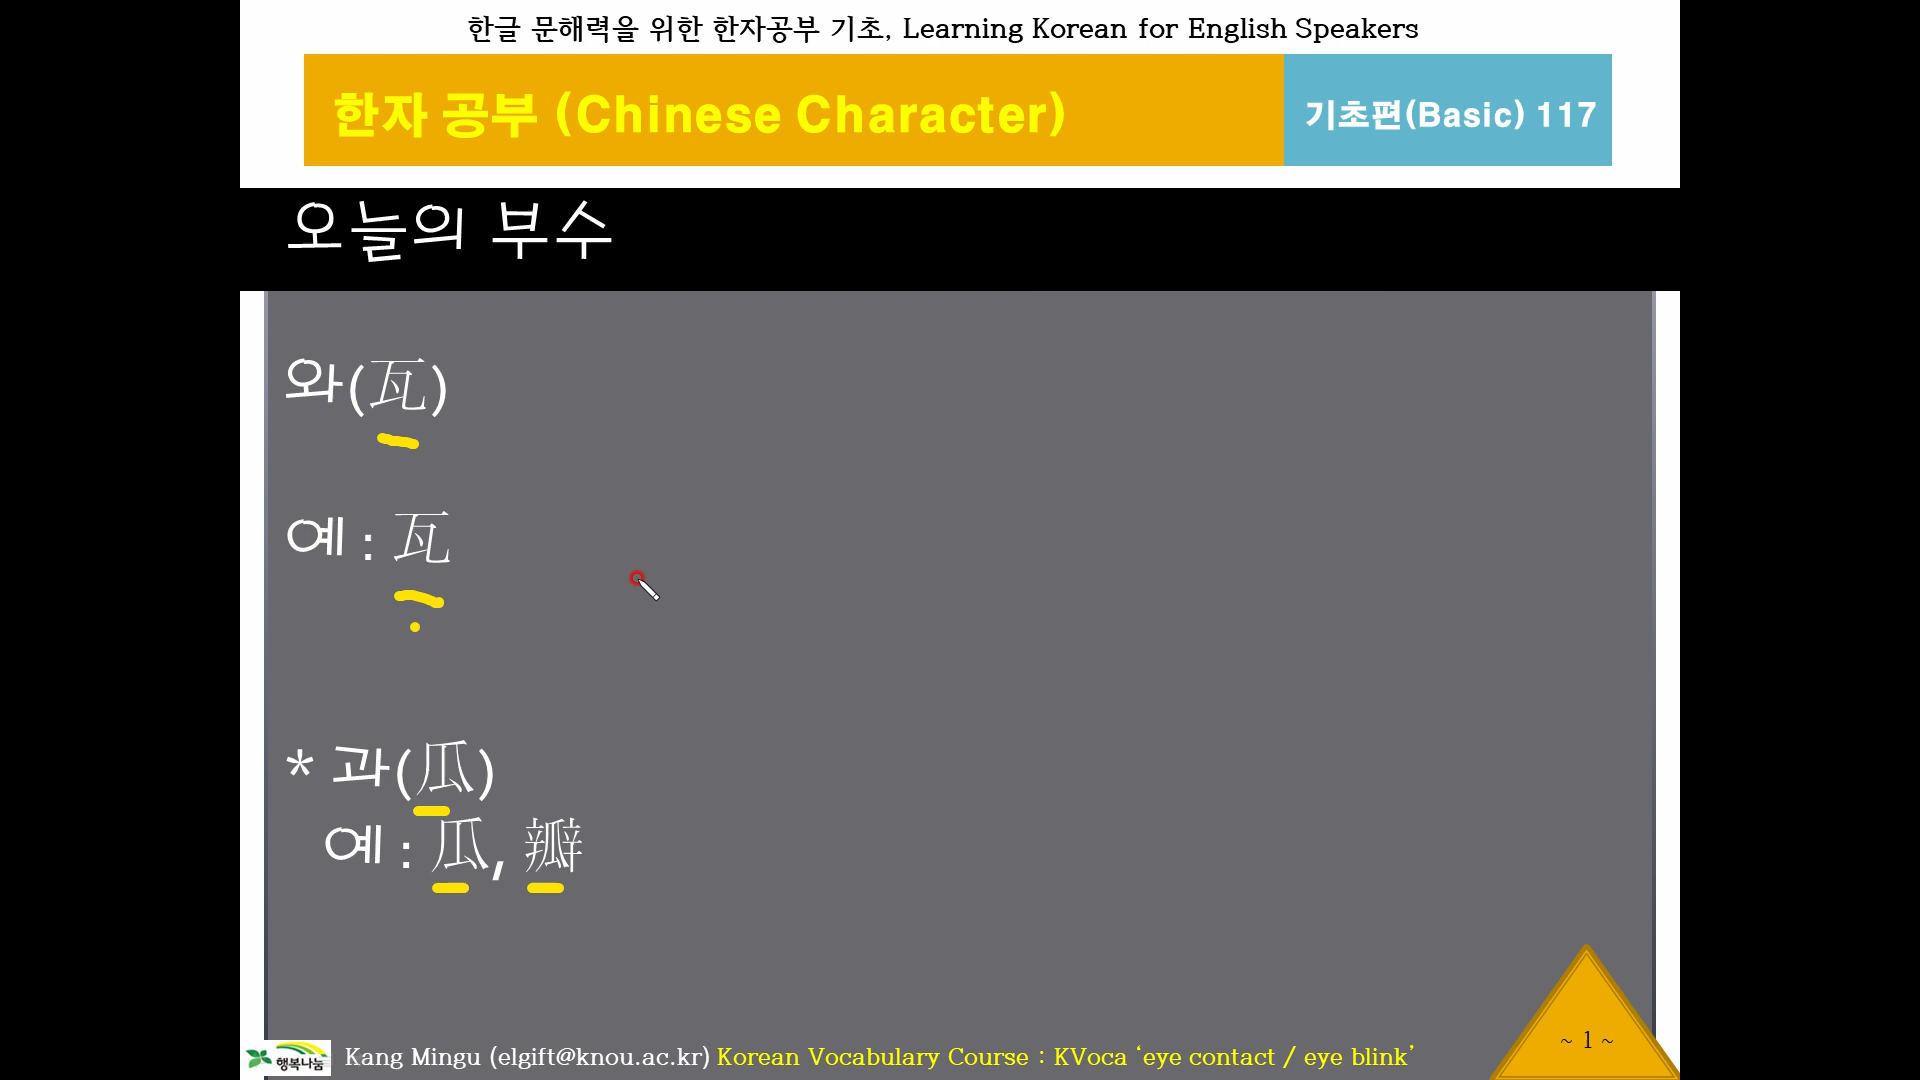 한글 문해력을 위한 한자공부 기초, Learning Korean for English Speakers
한자 공부 (Chinese Character)
기초편(Basic) 117
오늘의 부수
와(瓦)
예: 瓦
* 과(瓜)
예: 瓜, 瓣
~ 1 ~
행복나눔
Kang Mingu (elgift@knou.ac.kr) Korean Vocabulary Course : KVoca ‘eye contact / eye blink’